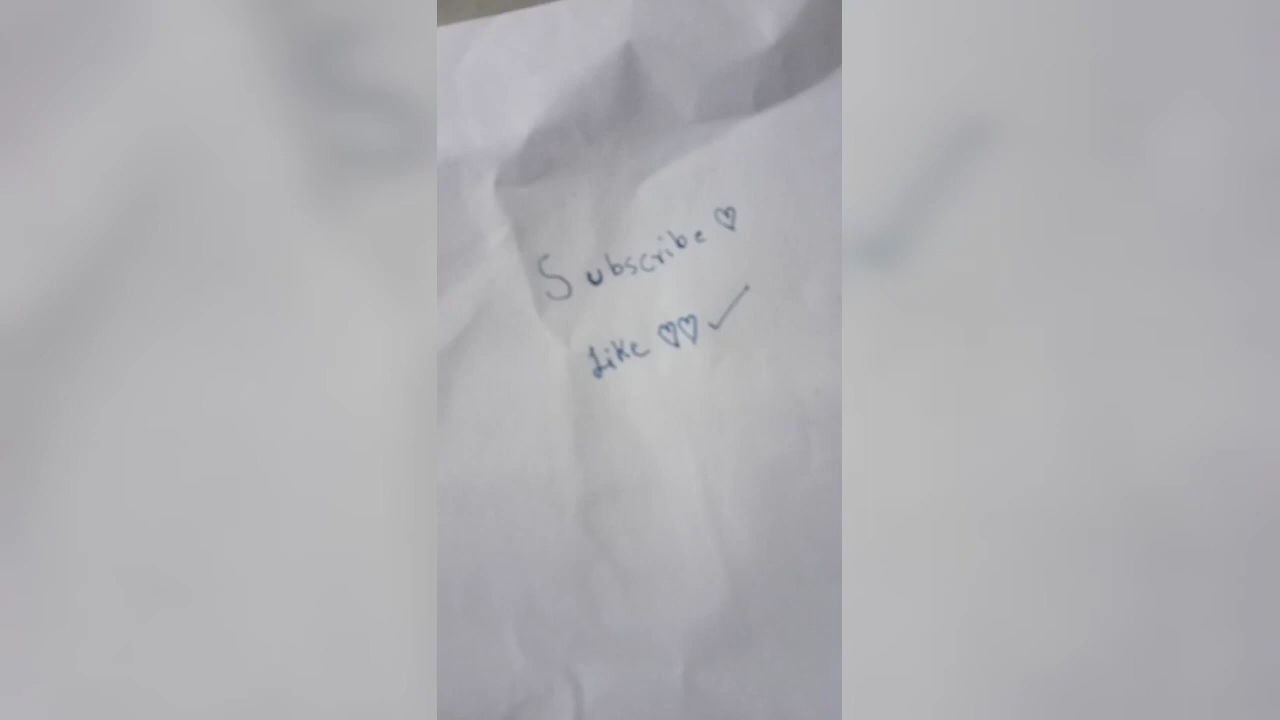 Subscribe ♡
Like ♡♡ ✓